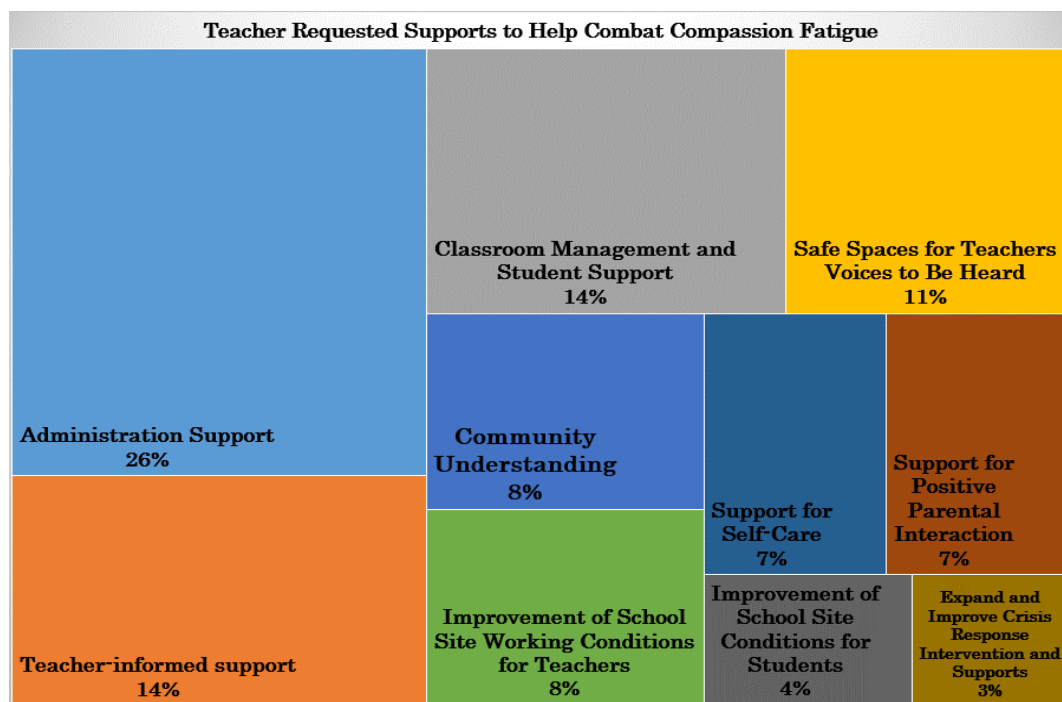 Teacher Requested Supports to Help Combat Compassion Fatigue
Administration Support
26%
Teacher-informed support
14%
Classroom Management and
Student Support
14%
Safe Spaces for Teachers
Voices to Be Heard
11%
Community
Understanding
8%
Improvement of School
Site Working Conditions
for Teachers
8%
Support for
Self-Care
7%
Support for
Positive
Parental
Interaction
7%
Improvement of
School Site
Conditions for
Students
4%
Expand and
Improve Crisis
Response
Intervention and
Supports
3%